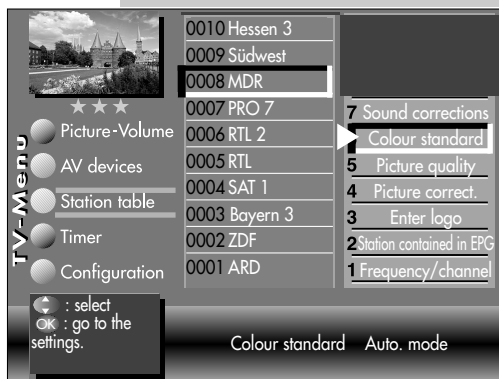 TV-Menu
Picture-Volume
AV devices
Station table
Timer
Configuration
: select
OK : go to the
settings.
0010 Hessen 3
0009 Südwest
0008 MDR
0007 PRO 7
0006 RTL 2
0005 RTL
0004 SAT 1
0003 Bayern 3
0002 ZDF
0001 ARD
7 Sound corrections
Colour standard
5 Picture quality
4 Picture correct.
3 Enter logo
2 Station contained in EPG
1 Frequency/channel
Colour standard Auto. mode